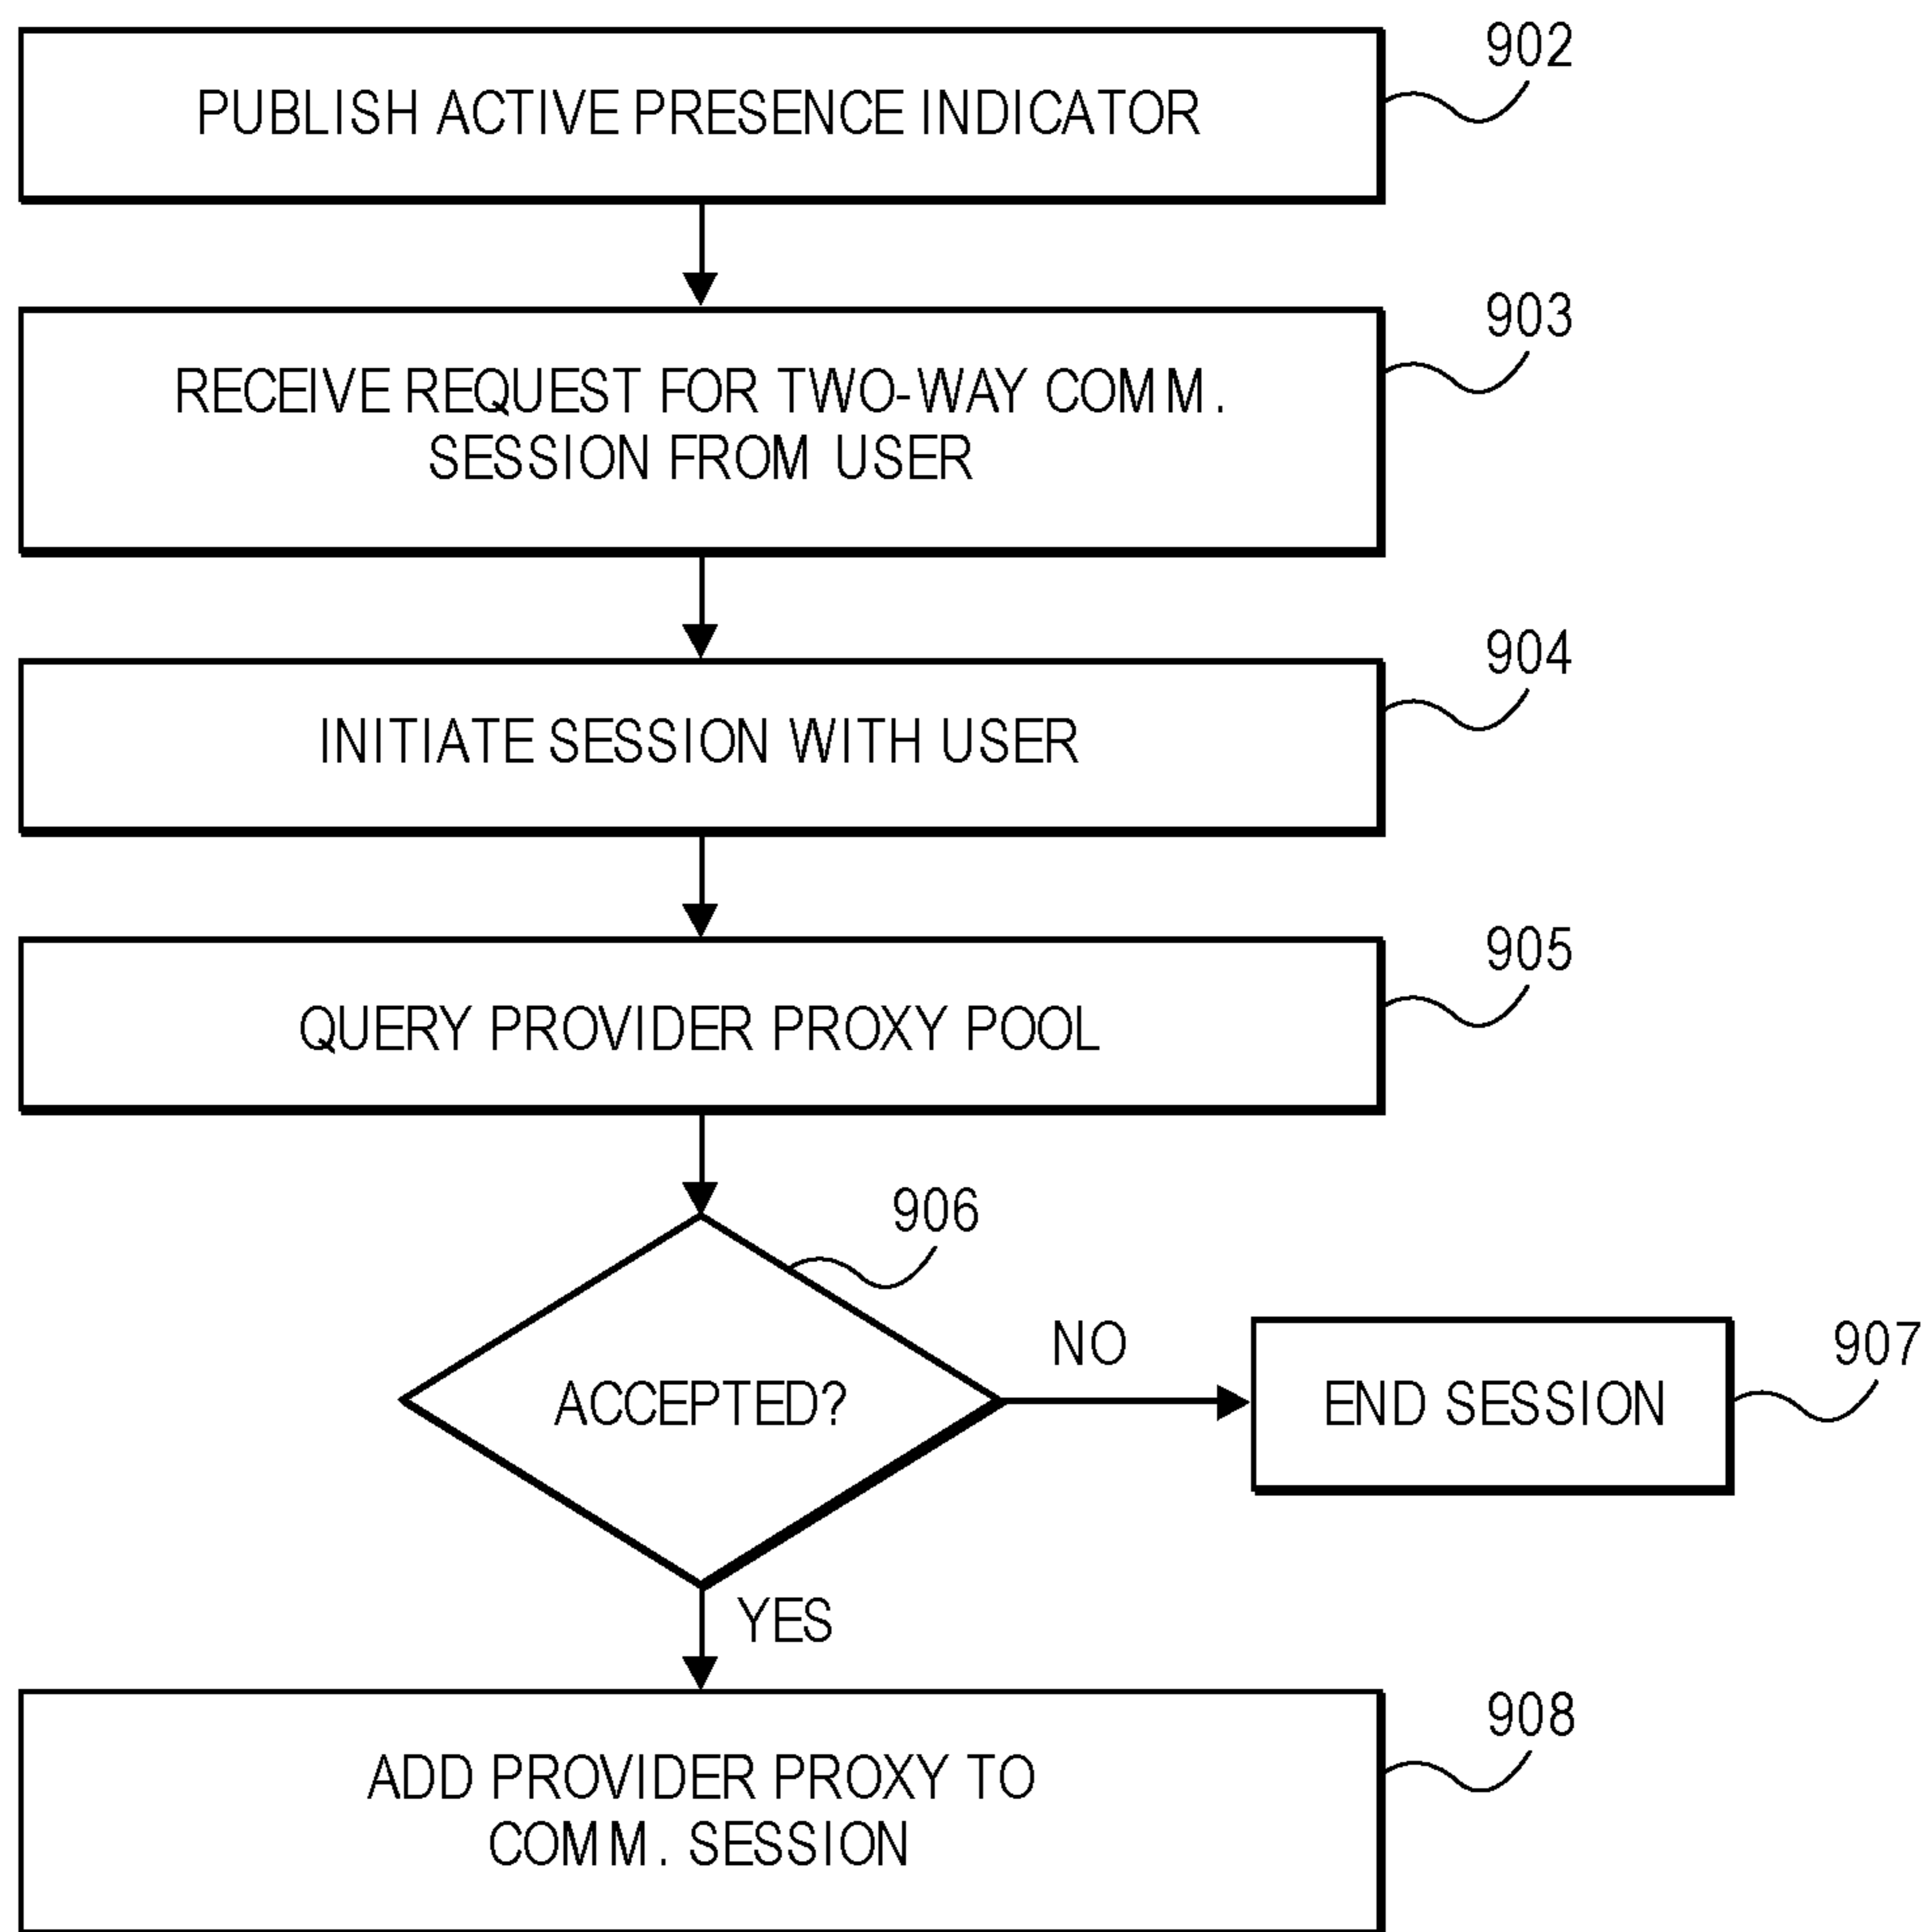 902
PUBLISH ACTIVE PRESENCE INDICATOR
903
RECEIVE REQUEST FOR TWO-WAY COMM.
SESSION FROM USER
904
INITIATE SESSION WITH USER
905
QUERY PROVIDER PROXY POOL
906
ACCEPTED?
NO
907
END SESSION
YES
908
ADD PROVIDER PROXY TO
COMM. SESSION